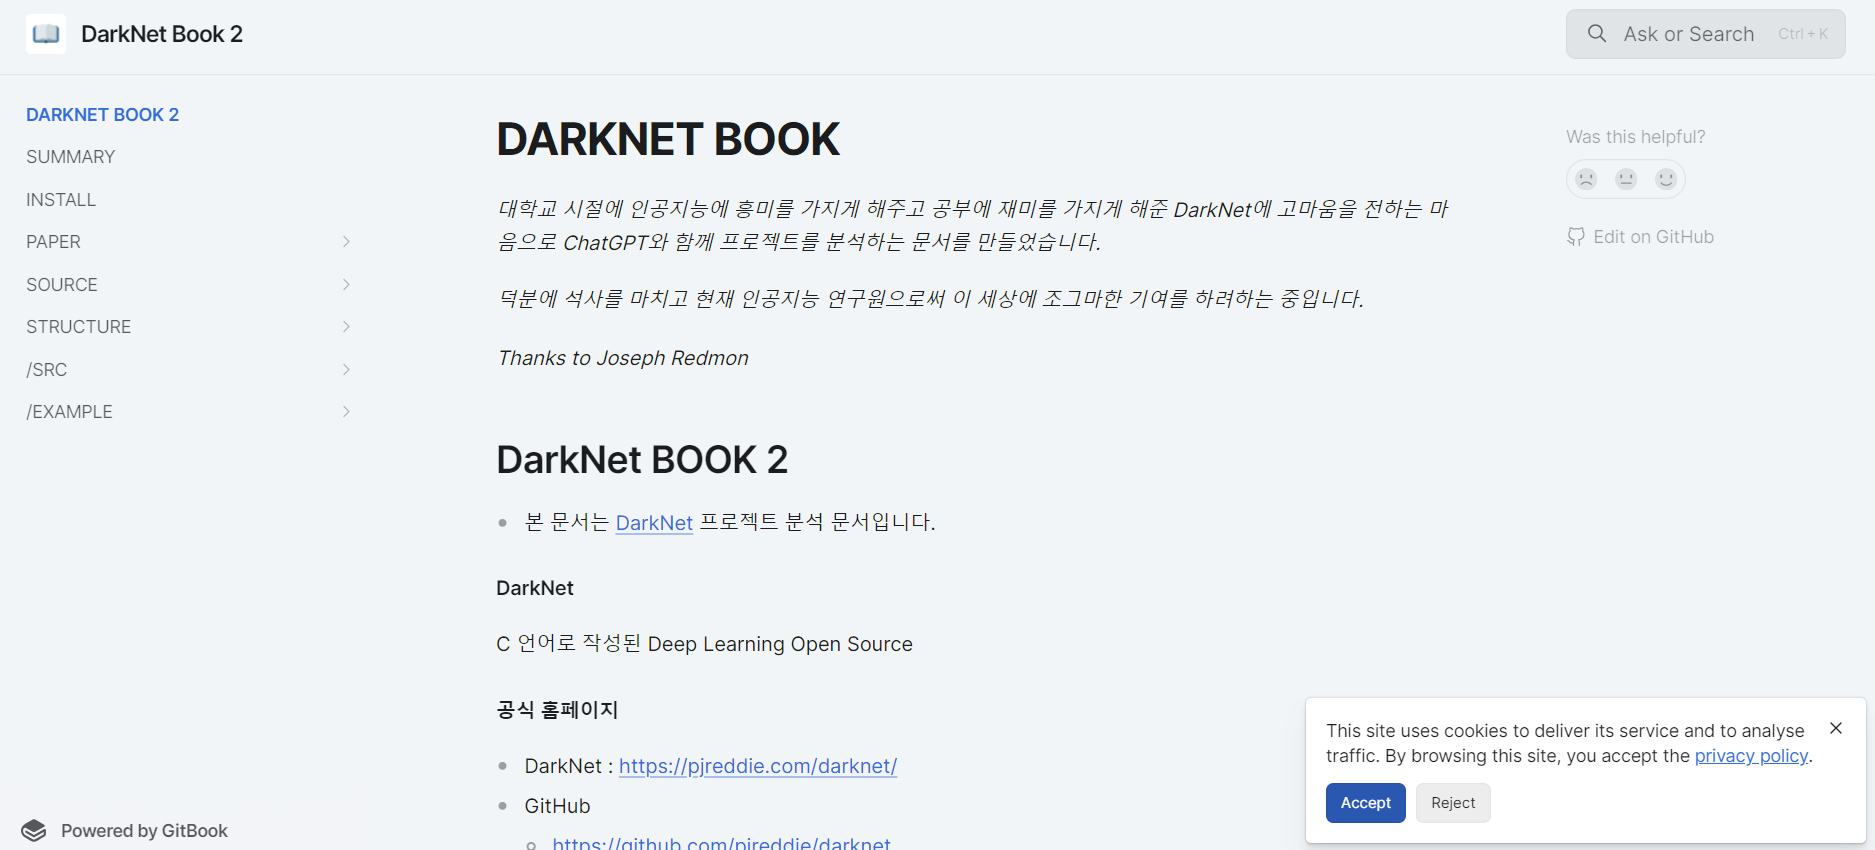 DarkNet Book 2
Ask or Search
Ctrl + K
DARKNET BOOK 2
SUMMARY
INSTALL
PAPER
SOURCE
STRUCTURE
/SRC
/EXAMPLE
Powered by GitBook
DARKNET BOOK
대학교 시절에 인공지능에 흥미를 가지게 해주고 공부에 재미를 가지게 해준 DarkNet에 고마움을 전하는 마
음으로 ChatGPT와 함께 프로젝트를 분석하는 문서를 만들었습니다.
덕분에 석사를 마치고 현재 인공지능 연구원으로써 이 세상에 조그마한 기여를 하려하는 중입니다.
Thanks to Joseph Redmon
DarkNet BOOK 2
본 문서는 DarkNet 프로젝트 분석 문서입니다.
DarkNet
C 언어로 작성된 Deep Learning Open Source
공식 홈페이지
DarkNet : https://pjreddie.com/darknet/
GitHub
https://github.com/pjreddie/darknet
Was this helpful?
Edit on GitHub
This site uses cookies to deliver its service and to analyse
traffic. By browsing this site, you accept the privacy policy.
Accept
Reject